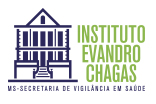 INSTITUTO
EVANDRO
CHAGAS
MS-SECRETARIA DE VIGILÂNCIA EM SAÚDE